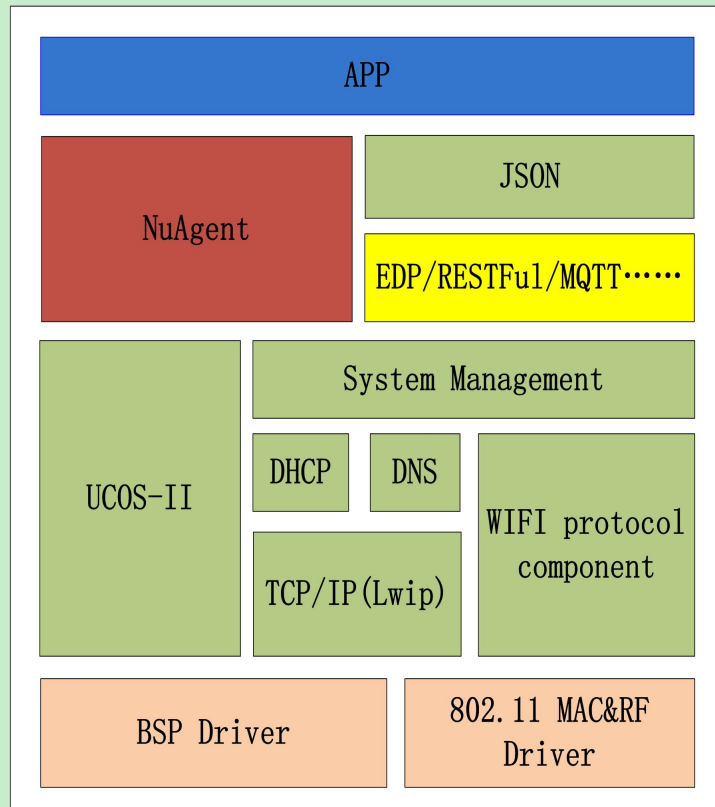 APP
NuAgent
JSON
EDP/RESTFul/MQTT……
UCOS-II
System Management
DHCP
DNS
WIFI protocol
component
TCP/IP(Lwip)
BSP Driver
802.11 MAC&RF
Driver